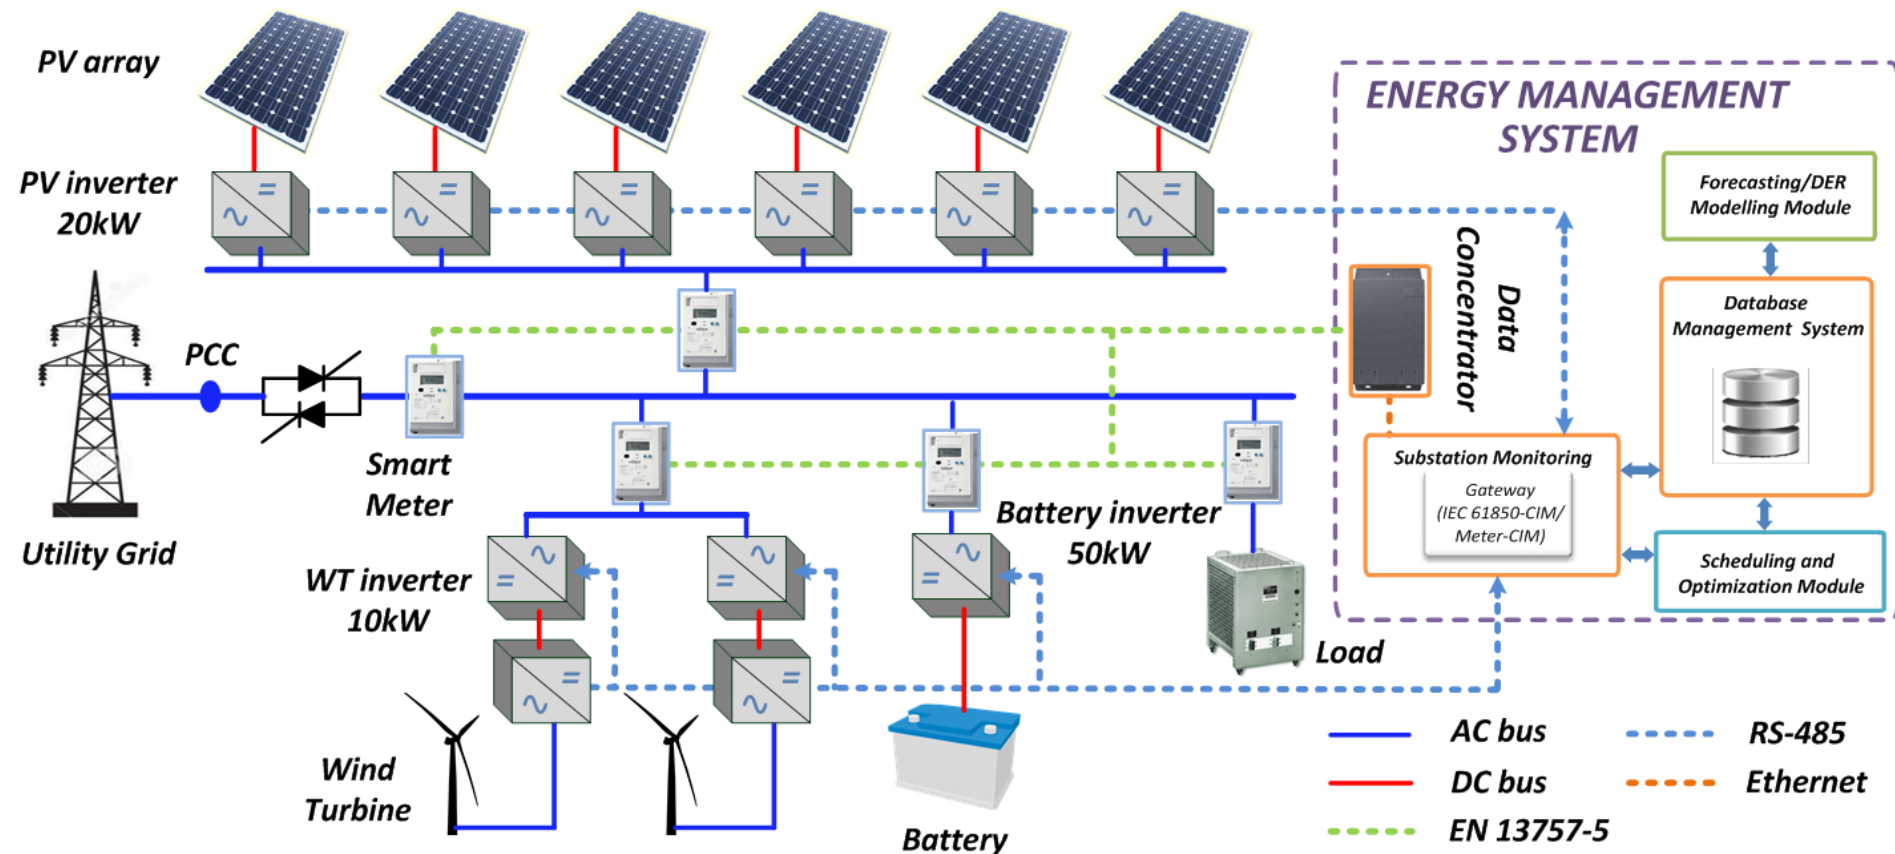 PV array
PV inverter
20kW
ENERGY MANAGEMENT
SYSTEM
Forecasting/DER
Modelling Module
Data
Concentrator
Database
Management System
PCC
Smart
Meter
Utility Grid
Substation Monitoring
Gateway
(IEC 61850-CIM/
Meter-CIM)
Scheduling and
Optimization Module
Battery inverter
50kW
WT inverter
10kW
Load
Wind
Turbine
Battery
AC bus
DC bus
EN 13757-5
RS-485
Ethernet